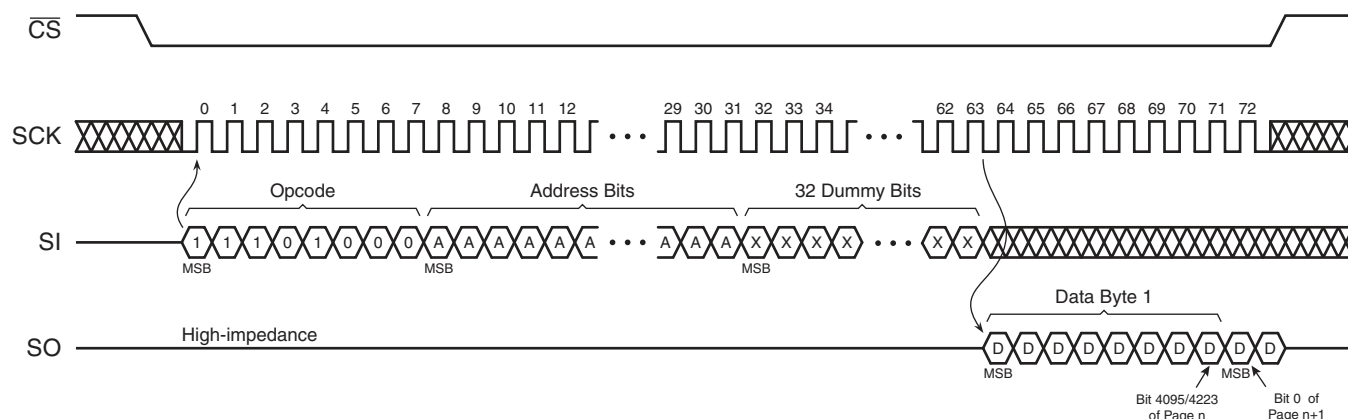 CS
SCK
0 1 2 3 4 5 6 7 8 9 10 11 12 29 30 31 32 33 34 62 63 64 65 66 67 68 69 70 71 72
Opcode Address Bits 32 Dummy Bits
SI
1 1 1 0 1 0 0 0 A A A A A A A A A X X X X X X
MSB MSB MSB
Data Byte 1
SO
High-impedance
D D D D D D D D D D
MSB MSB
Bit 4095/4223
of Page n
Bit 0 of
Page n+1